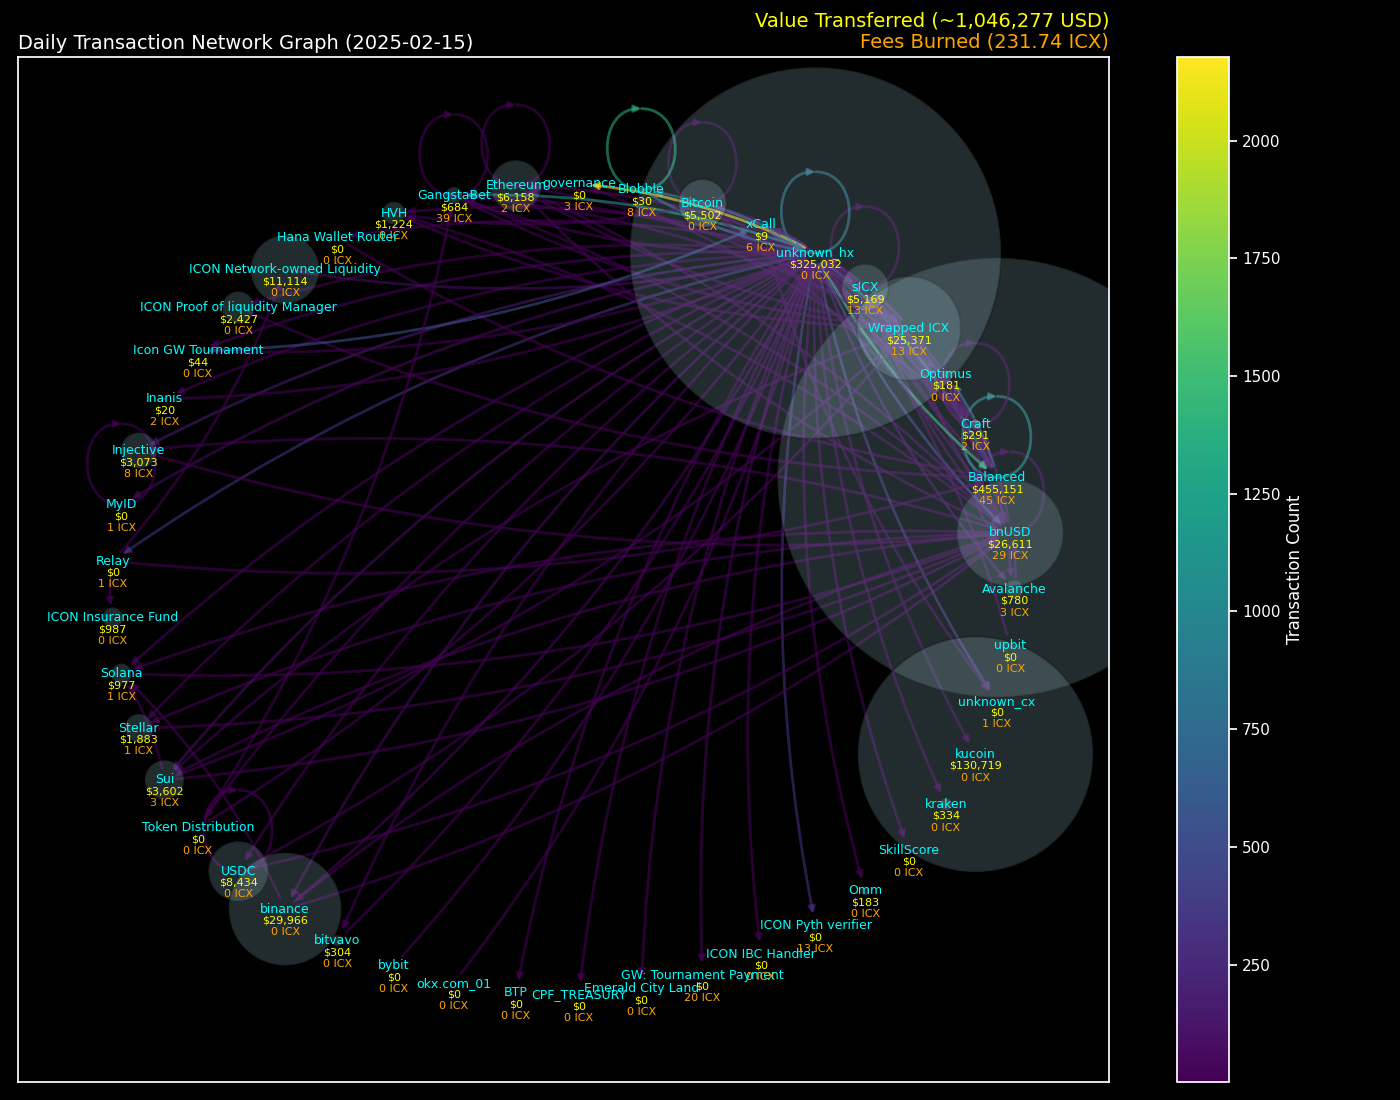 Value Transferred (~1,046,277 USD)
Daily Transaction Network Graph (2025-02-15)
Fees Burned (231.74 ICX)
GangstaBet
$684
39 ICX
Ethereum
$6,158
2 ICX
governance
$0
3 ICX
Blobble
$30
8 ICX
Bitcoin
$5,502
0 ICX
xCall
$9
6 ICX
unknown_hx
$325,032
0 ICX
sICX
$5,169
13 ICX
Wrapped ICX
$25,371
13 ICX
Optimus
$181
0 ICX
Craft
$291
2 ICX
Balanced
$455,151
45 ICX
bnUSD
$26,611
29 ICX
Avalanche
$780
3 ICX
upbit
$0
0 ICX
unknown_cx
$0
1 ICX
kucoin
$130,719
0 ICX
kraken
$334
0 ICX
SkillScore
$0
0 ICX
Omm
$183
0 ICX
ICON Pyth verifier
$0
13 ICX
ICON IBC Handler
$0
0 ICX
GW: Tournament Payment
$0
20 ICX
Emerald City Land
$0
0 ICX
CPF_TREASURY
$0
0 ICX
BTP
$0
0 ICX
okx.com_01
$0
0 ICX
bybit
$0
0 ICX
bitvavo
$304
0 ICX
binance
$29,966
0 ICX
USDC
$8,434
0 ICX
Token Distribution
$0
0 ICX
Sui
$3,602
3 ICX
Stellar
$1,883
1 ICX
Solana
$977
1 ICX
ICON Insurance Fund
$987
0 ICX
Relay
$0
1 ICX
MyID
$0
1 ICX
Injective
$3,073
8 ICX
Inanis
$20
2 ICX
Icon GW Tournament
$44
0 ICX
ICON Proof of liquidity Manager
$2,427
0 ICX
ICON Network-owned Liquidity
$11,114
0 ICX
Hana Wallet Router
$0
0 ICX
HVH
$1,224
ICX
2000
1750
1500
1250
1000
750
500
250
Transaction Count